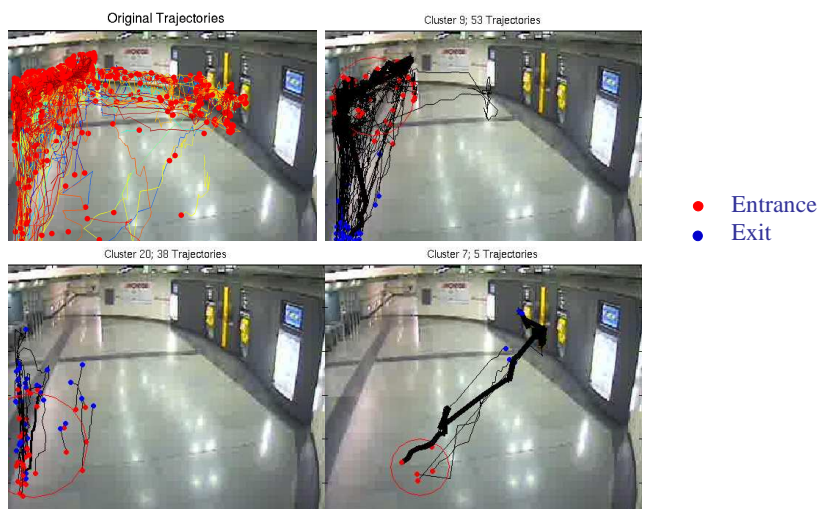 Original Trajectories
Cluster 9; 53 Trajectories
Entrance
Exit
Cluster 20; 38 Trajectories
Cluster 7; 5 Trajectories